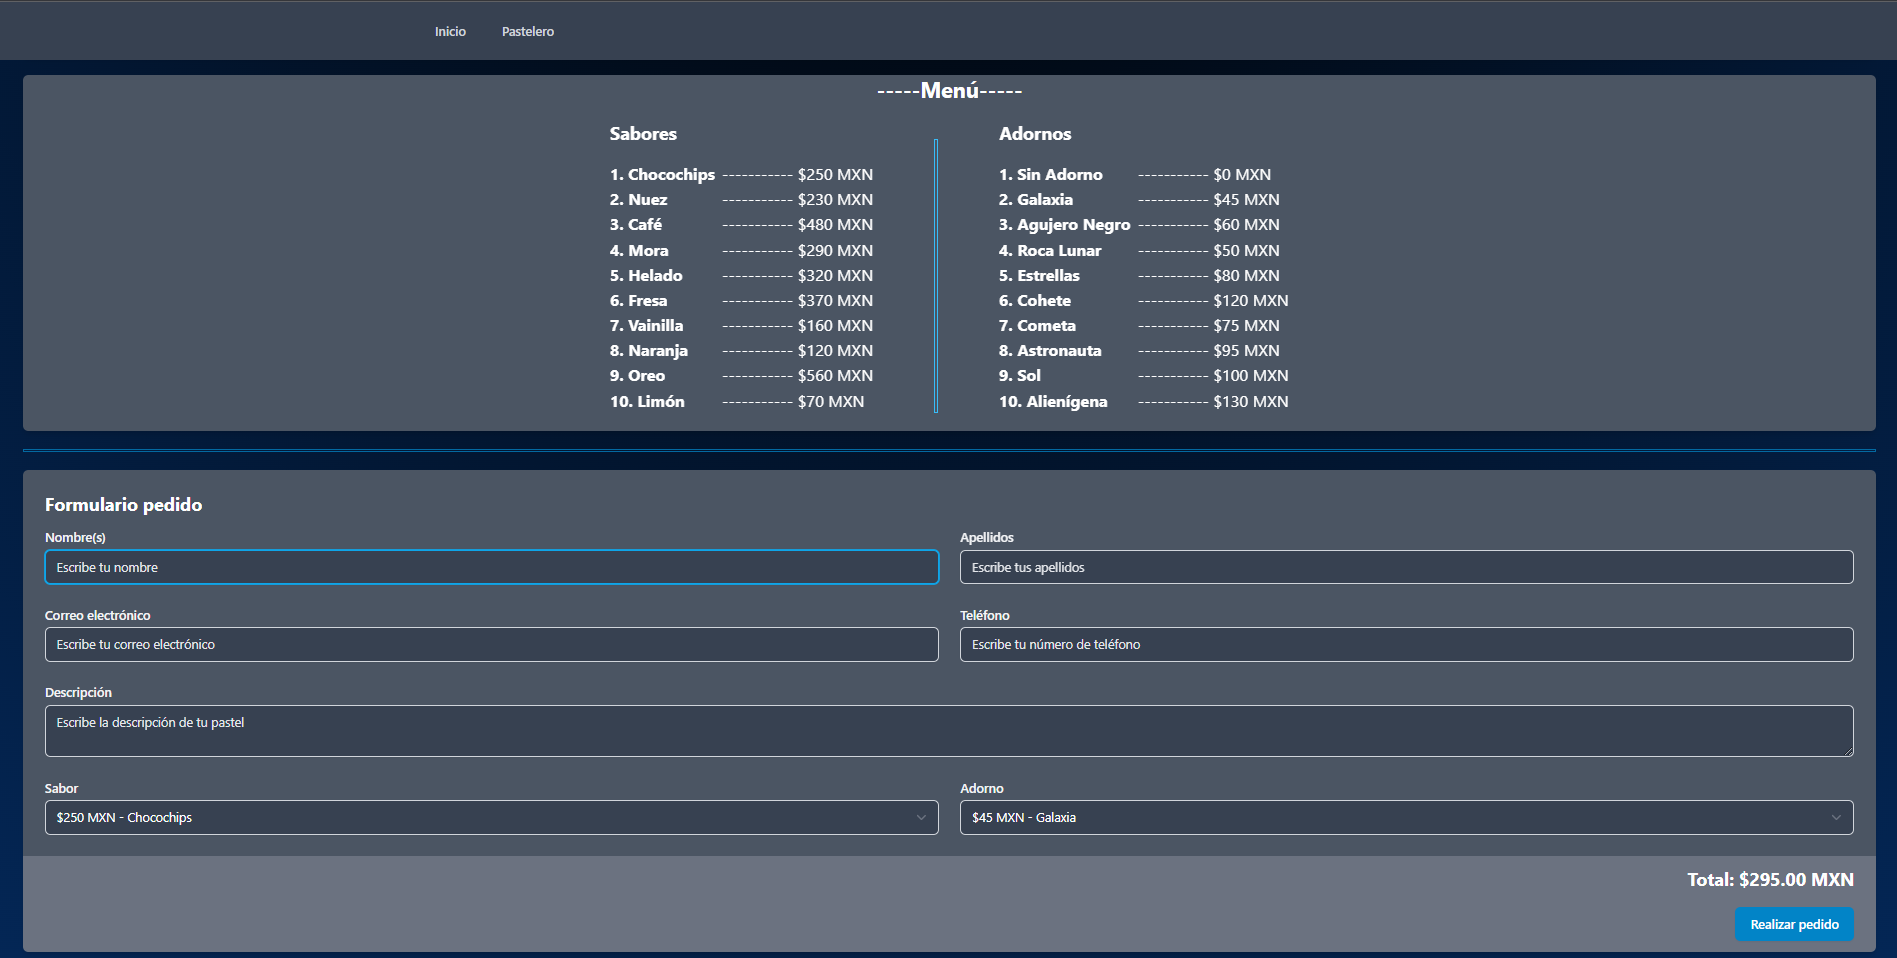 Inicio Pastelero
-----Menú-----
Sabores
1. Chocochips ----------- $250 MXN
2. Nuez ----------- $230 MXN
3. Café ----------- $480 MXN
4. Mora ----------- $290 MXN
5. Helado ----------- $320 MXN
6. Fresa ----------- $370 MXN
7. Vainilla ----------- $160 MXN
8. Naranja ----------- $120 MXN
9. Oreo ----------- $560 MXN
10. Limón ----------- $70 MXN
Adornos
1. Sin Adorno ----------- $0 MXN
2. Galaxia ----------- $45 MXN
3. Agujero Negro ----------- $60 MXN
4. Roca Lunar ----------- $50 MXN
5. Estrellas ----------- $80 MXN
6. Cohete ----------- $120 MXN
7. Cometa ----------- $75 MXN
8. Astronauta ----------- $95 MXN
9. Sol ----------- $100 MXN
10. Alienígena ----------- $130 MXN
Formulario pedido
Nombre(s)
Escribe tu nombre
Apellidos
Escribe tus apellidos
Correo electrónico
Escribe tu correo electrónico
Teléfono
Escribe tu número de teléfono
Descripción
Escribe la descripción de tu pastel
Sabor
$250 MXN - Chocochips
Adorno
$45 MXN - Galaxia
Total: $295.00 MXN
Realizar pedido